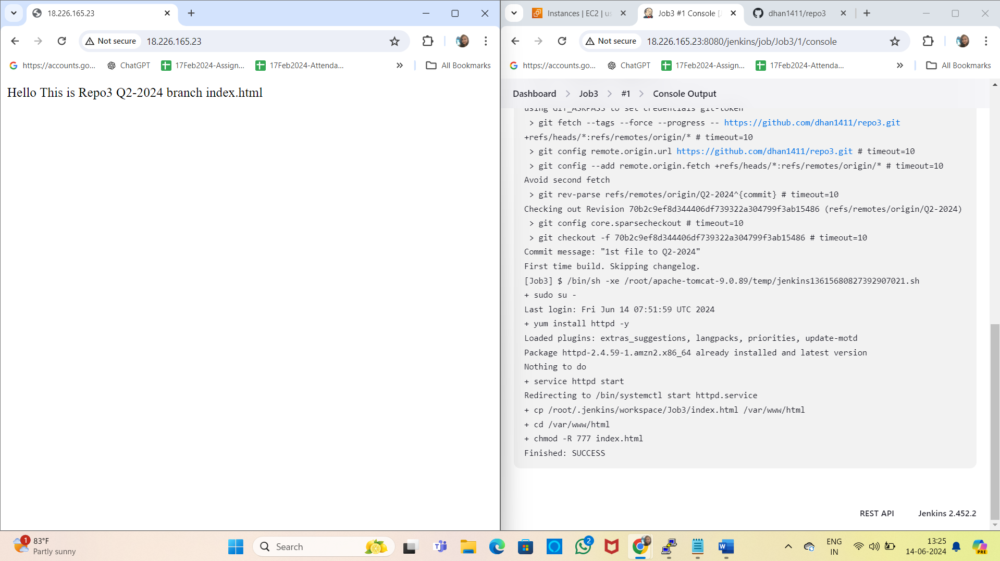 18.226.165.23
Not secure
18.226.165.23
https://accounts.go...
ChatGPT
17Feb2024-Assign...
17Feb2024-Attenda...
All Bookmarks
Hello This is Repo3 Q2-2024 branch index.html
Instances | EC2 | us
Job3 #1 Console [J
dhan1411/repo3
Not secure
18.226.165.23:8080/jenkins/job/Job3/1/console
https://accounts.go...
ChatGPT
17Feb2024-Assign...
17Feb2024-Attenda...
All Bookmarks
Dashboard > Job3 > #1 > Console Output
using GIT_ASKPASS to set credentials git-token
> git fetch --tags --force --progress -- https://github.com/dhan1411/repo3.git
+refs/heads/*:refs/remotes/origin/* # timeout=10
> git config remote.origin.url https://github.com/dhan1411/repo3.git # timeout=10
> git config --add remote.origin.fetch +refs/heads/*:refs/remotes/origin/* # timeout=10
Avoid second fetch
> git rev-parse refs/remotes/origin/Q2-2024^{commit} # timeout=10
Checking out Revision 70b2c9ef8d344406df739322a304799f3ab15486 (refs/remotes/origin/Q2-2024)
> git config core.sparsecheckout # timeout=10
> git checkout -f 70b2c9ef8d344406df739322a304799f3ab15486 # timeout=10
Commit message: "1st file to Q2-2024"
First time build. Skipping changelog.
[Job3] $ /bin/sh -xe /root/apache-tomcat-9.0.89/temp/jenkins13615680827392907021.sh
+ sudo su -
Last login: Fri Jun 14 07:51:59 UTC 2024
+ yum install httpd -y
Loaded plugins: extras_suggestions, langpacks, priorities, update-motd
Package httpd-2.4.59-1.amzn2.x86_64 already installed and latest version
Nothing to do
+ service httpd start
Redirecting to /bin/systemctl start httpd.service
+ cp /root/.jenkins/workspace/Job3/index.html /var/www/html
+ cd /var/www/html
+ chmod -R 777 index.html
Finished: SUCCESS
REST API
Jenkins 2.452.2
1
83°F
Partly sunny
Search
2
ENG
IN
13:25
14-06-2024
PRE